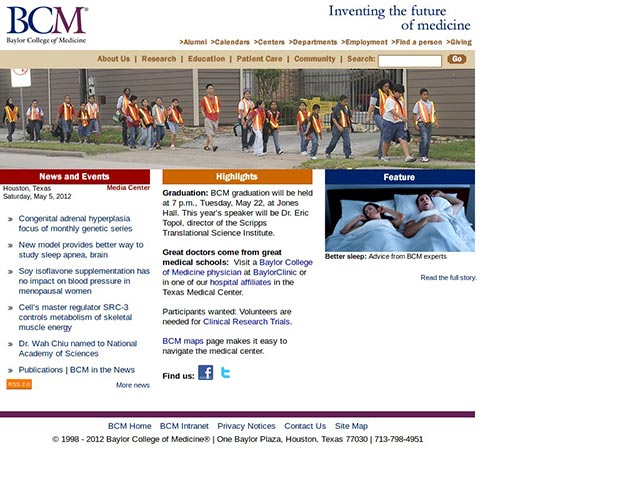 BCM®
Baylor College of Medicine
Inventing the future
of medicine
>Alumni >Calendars >Centers >Departments >Employment >Find a person >Giving
About Us | Research | Education | Patient Care | Community | Search: Go
News and Events
Houston, Texas Media Center
Saturday, May 5, 2012
» Congenital adrenal hyperplasia
focus of monthly genetic series
» New model provides better way to
study sleep apnea, brain
» Soy isoflavone supplementation has
no impact on blood pressure in
menopausal women
» Cell's master regulator SRC-3
controls metabolism of skeletal
muscle energy
» Dr. Wah Chiu named to National
Academy of Sciences
» Publications | BCM in the News
RSS 2.0 More news
Highlights
Graduation: BCM graduation will be held
at 7 p.m., Tuesday, May 22, at Jones
Hall. This year's speaker will be Dr. Eric
Topol, director of the Scripps
Translational Science Institute.
Great doctors come from great
medical schools: Visit a Baylor College
of Medicine physician at BaylorClinic or
in one of our hospital affiliates in the
Texas Medical Center.
Participants wanted: Volunteers are
needed for Clinical Research Trials.
BCM maps page makes it easy to
navigate the medical center.
Find us:
Feature
Better sleep: Advice from BCM experts
Read the full story.
BCM Home BCM Intranet Privacy Notices Contact Us Site Map
© 1998 - 2012 Baylor College of Medicine® | One Baylor Plaza, Houston, Texas 77030 | 713-798-4951